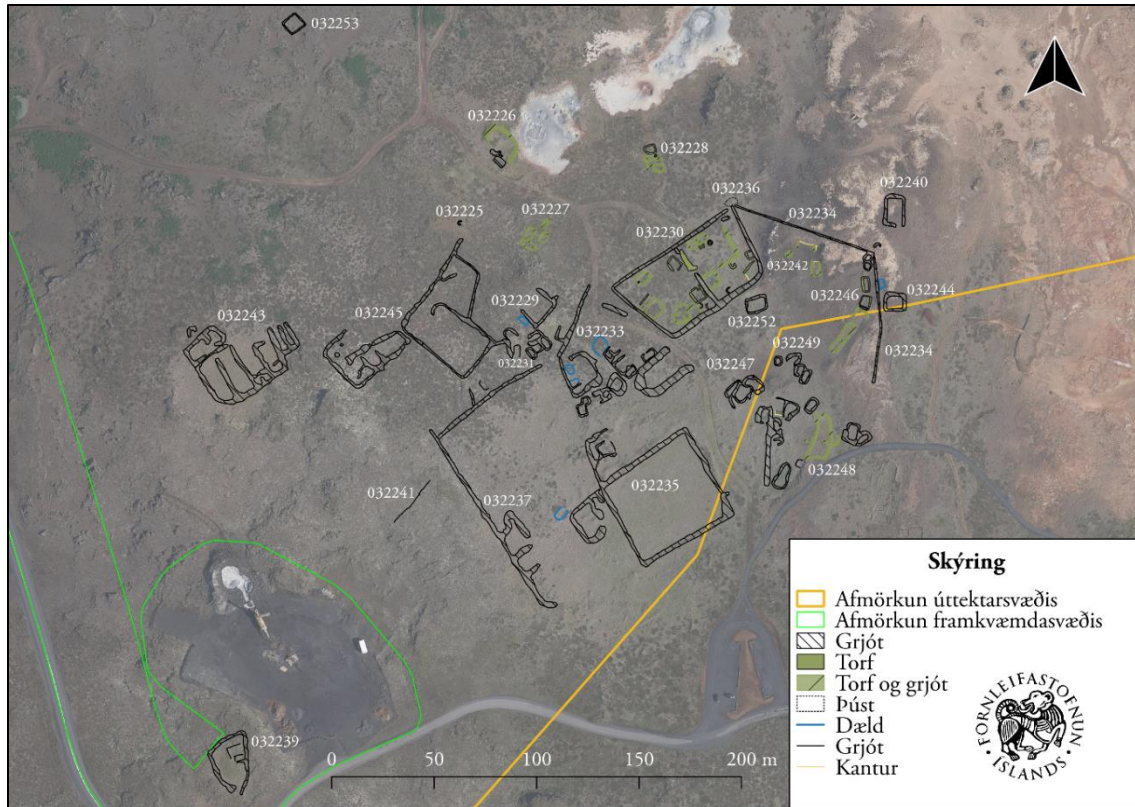 032253
032226
032228
032236
032240
032225
032227
032230
032234
032242
032229
032246
032244
032243
032245
032233
032252
032231
032249
032234
032247
032235
032248
032241
032237
032239
0 50 100 150 200 m
Skýring
Afmörkun úttektarsvæðis
Afmörkun framkvæmdasvæðis
Grjót
Torf
Torf og grjót
Þúst
Dæld
Grjót
Kantur
· FORNLEIFASTOFNUN · ÍSLANDS